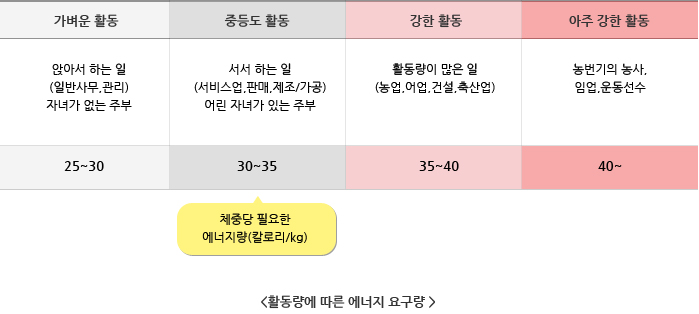 가벼운 활동
중등도 활동
강한 활동
아주 강한 활동
앉아서 하는 일
(일반사무,관리)
자녀가 없는 주부
서서 하는 일
(서비스업,판매,제조/가공)
어린 자녀가 있는 주부
활동량이 많은 일
(농업,어업,건설,축산업)
농번기의 농사,
임업,운동선수
25~30
30~35
35~40
40~
체중당 필요한
에너지량(칼로리/kg)
<활동량에 따른 에너지 요구량 >